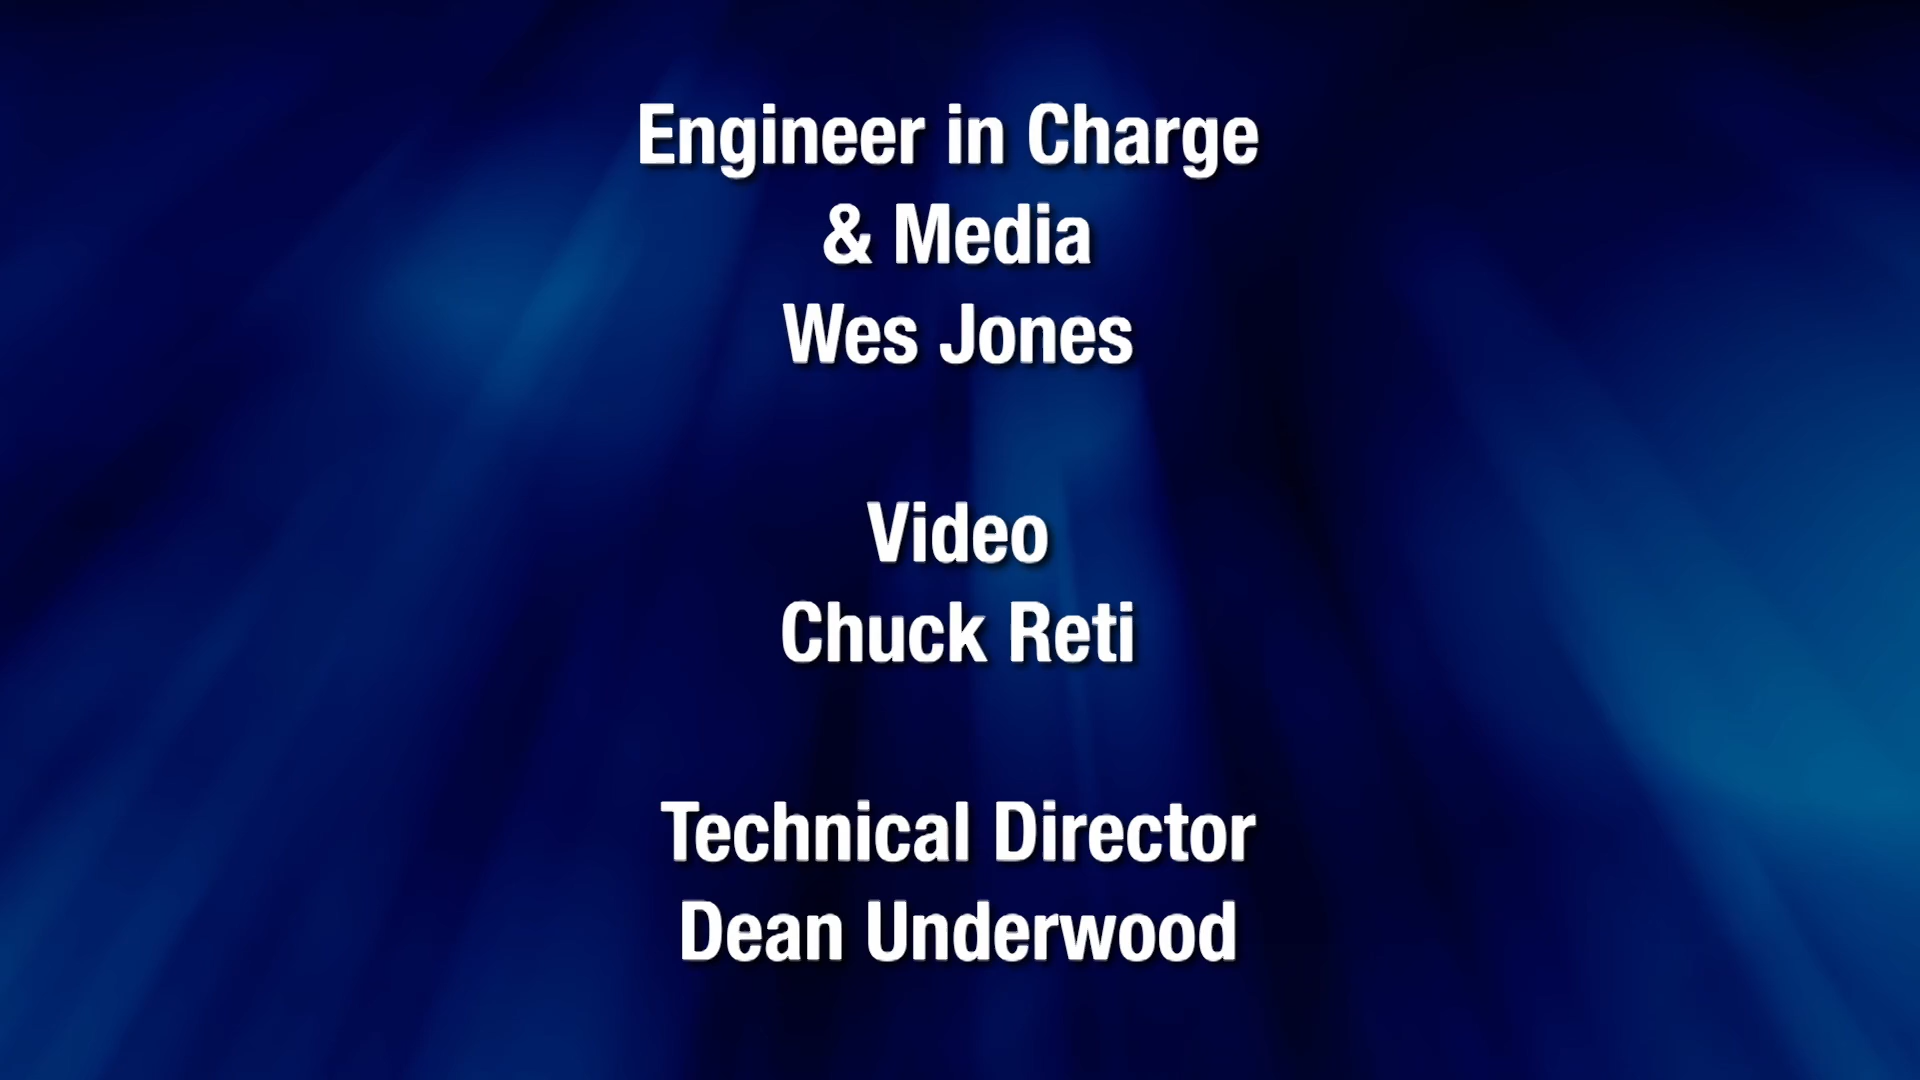 Engineer in Charge
& Media
Wes Jones
Video
Chuck Reti
Technical Director
Dean Underwood